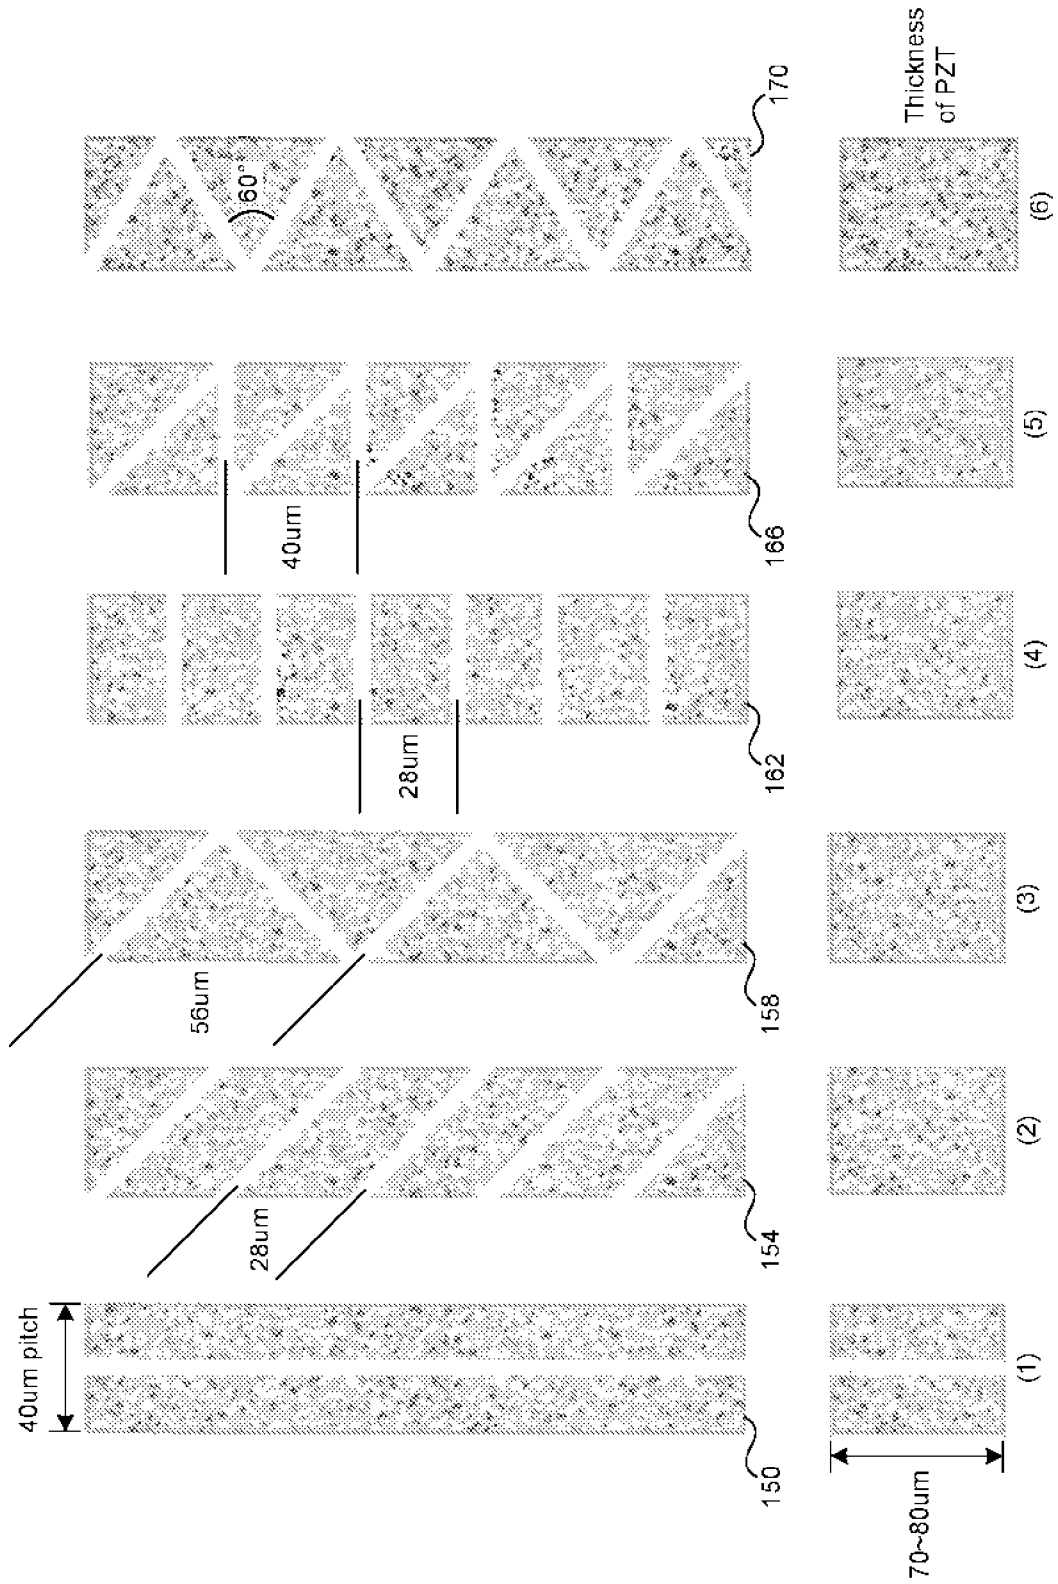 40um pitch
150
70~80um
(1)
28um
154
(2)
56um
158
(3)
28um
162
(4)
40um
166
(5)
60°
170
Thickness
of PZT
(6)